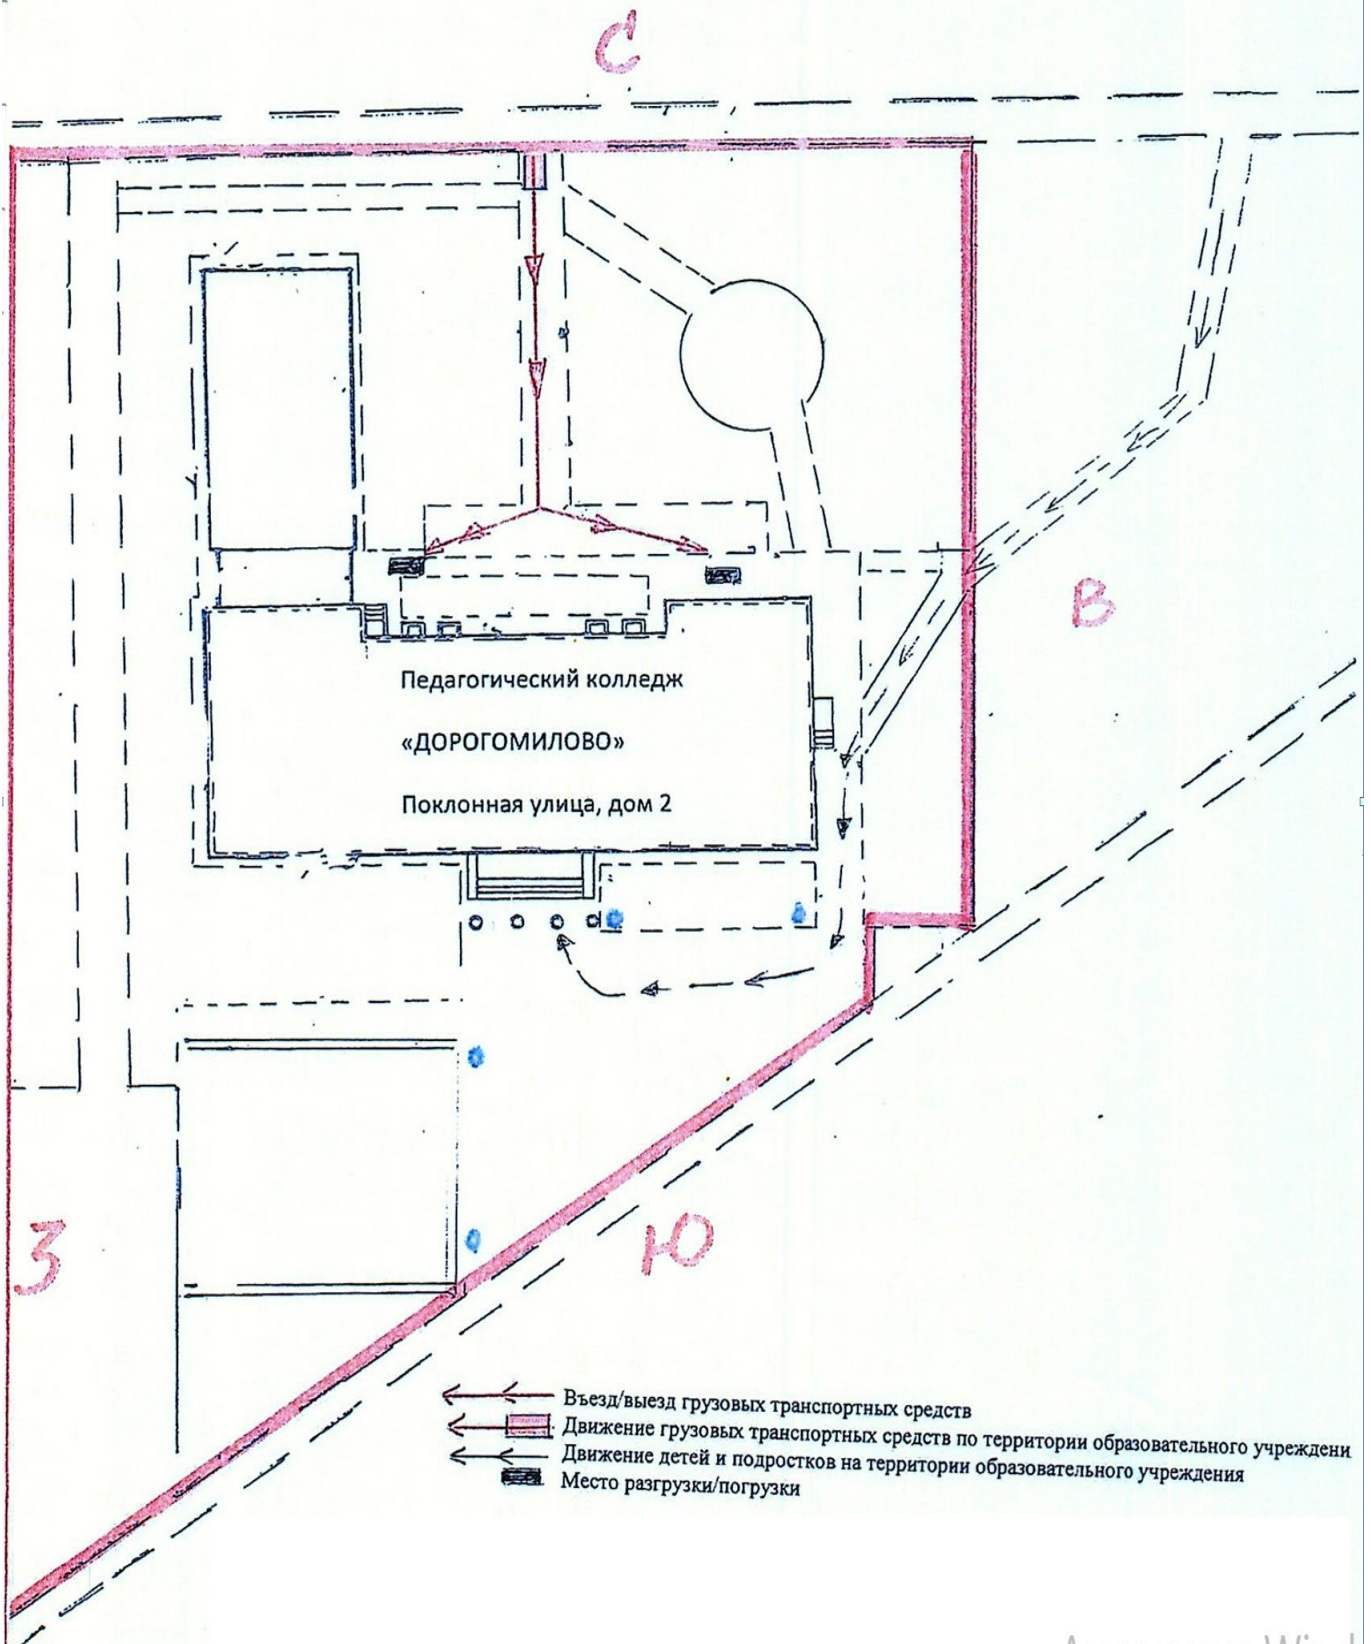 С
В
Педагогический колледж
«ДОРОГОМИЛОВО»
Поклонная улица, дом 2
З
Ю
Въезд/выезд грузовых транспортных средств
Движение грузовых транспортных средств по территории образовательного учреждени
Движение детей и подростков на территории образовательного учреждения
Место разгрузки/погрузки